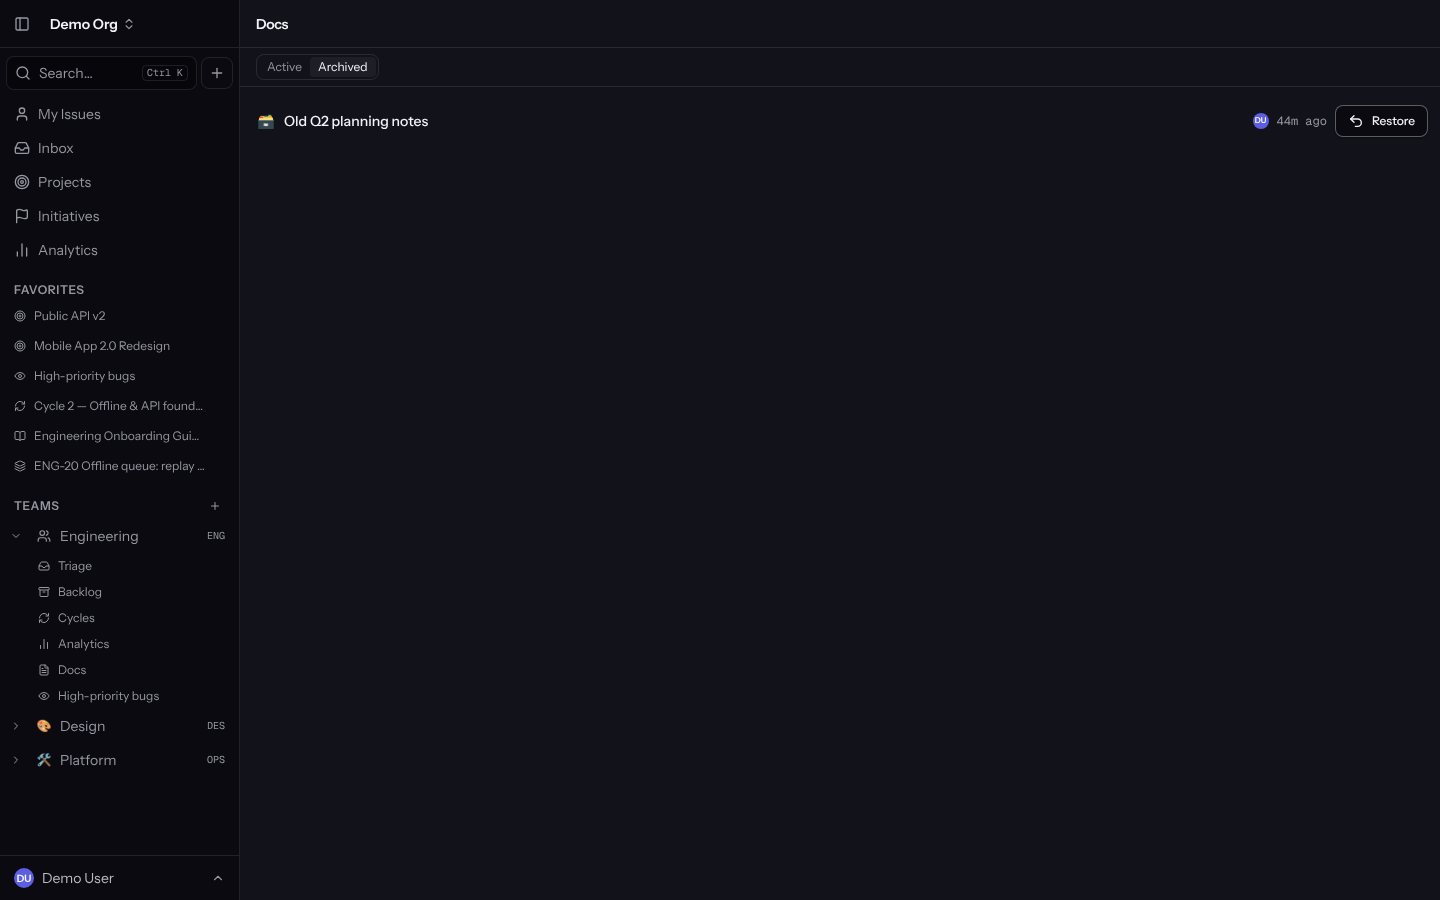 Demo Org
Search...
Ctrl K
My Issues
Inbox
Projects
Initiatives
Analytics
FAVORITES
Public API v2
Mobile App 2.0 Redesign
High-priority bugs
Cycle 2 — Offline & API found...
Engineering Onboarding Gui...
ENG-20 Offline queue: replay ...
TEAMS
Engineering ENG
Triage
Backlog
Cycles
Analytics
Docs
High-priority bugs
Design DES
Platform OPS
DU Demo User
Docs
Active Archived
Old Q2 planning notes DU 44m ago Restore